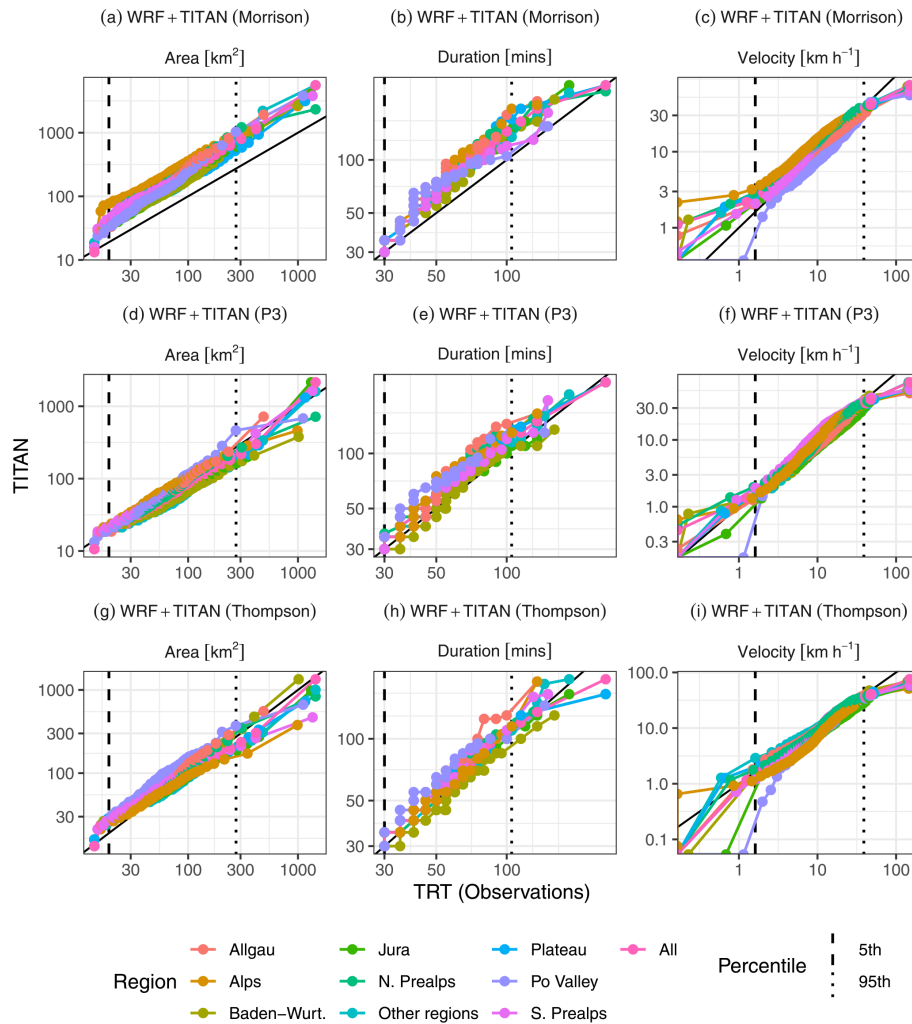 (a) WRF+TITAN (Morrison)
(b) WRF+TITAN (Morrison)
(c) WRF+TITAN (Morrison)
Area [km²]
Duration [mins]
Velocity [km h⁻¹]
1000
100
10
30
100
300
1000
100
50
30
30
50
100
30
10
3
1
1
10
100
(d) WRF+TITAN (P3)
(e) WRF+TITAN (P3)
(f) WRF+TITAN (P3)
Area [km²]
Duration [mins]
Velocity [km h⁻¹]
TITAN
1000
100
10
30
100
300
1000
100
50
30
30
50
100
30.0
10.0
3.0
1.0
0.3
1
10
100
(g) WRF+TITAN (Thompson)
(h) WRF+TITAN (Thompson)
(i) WRF+TITAN (Thompson)
Area [km²]
Duration [mins]
Velocity [km h⁻¹]
1000
300
100
30
30
100
300
1000
100
50
30
30
50
100
100.0
10.0
1.0
0.1
1
10
100
TRT (Observations)
Region
Allgau
Alps
Baden−Wurt.
Jura
N. Prealps
Other regions
Plateau
Po Valley
S. Prealps
All
Percentile
5th
95th